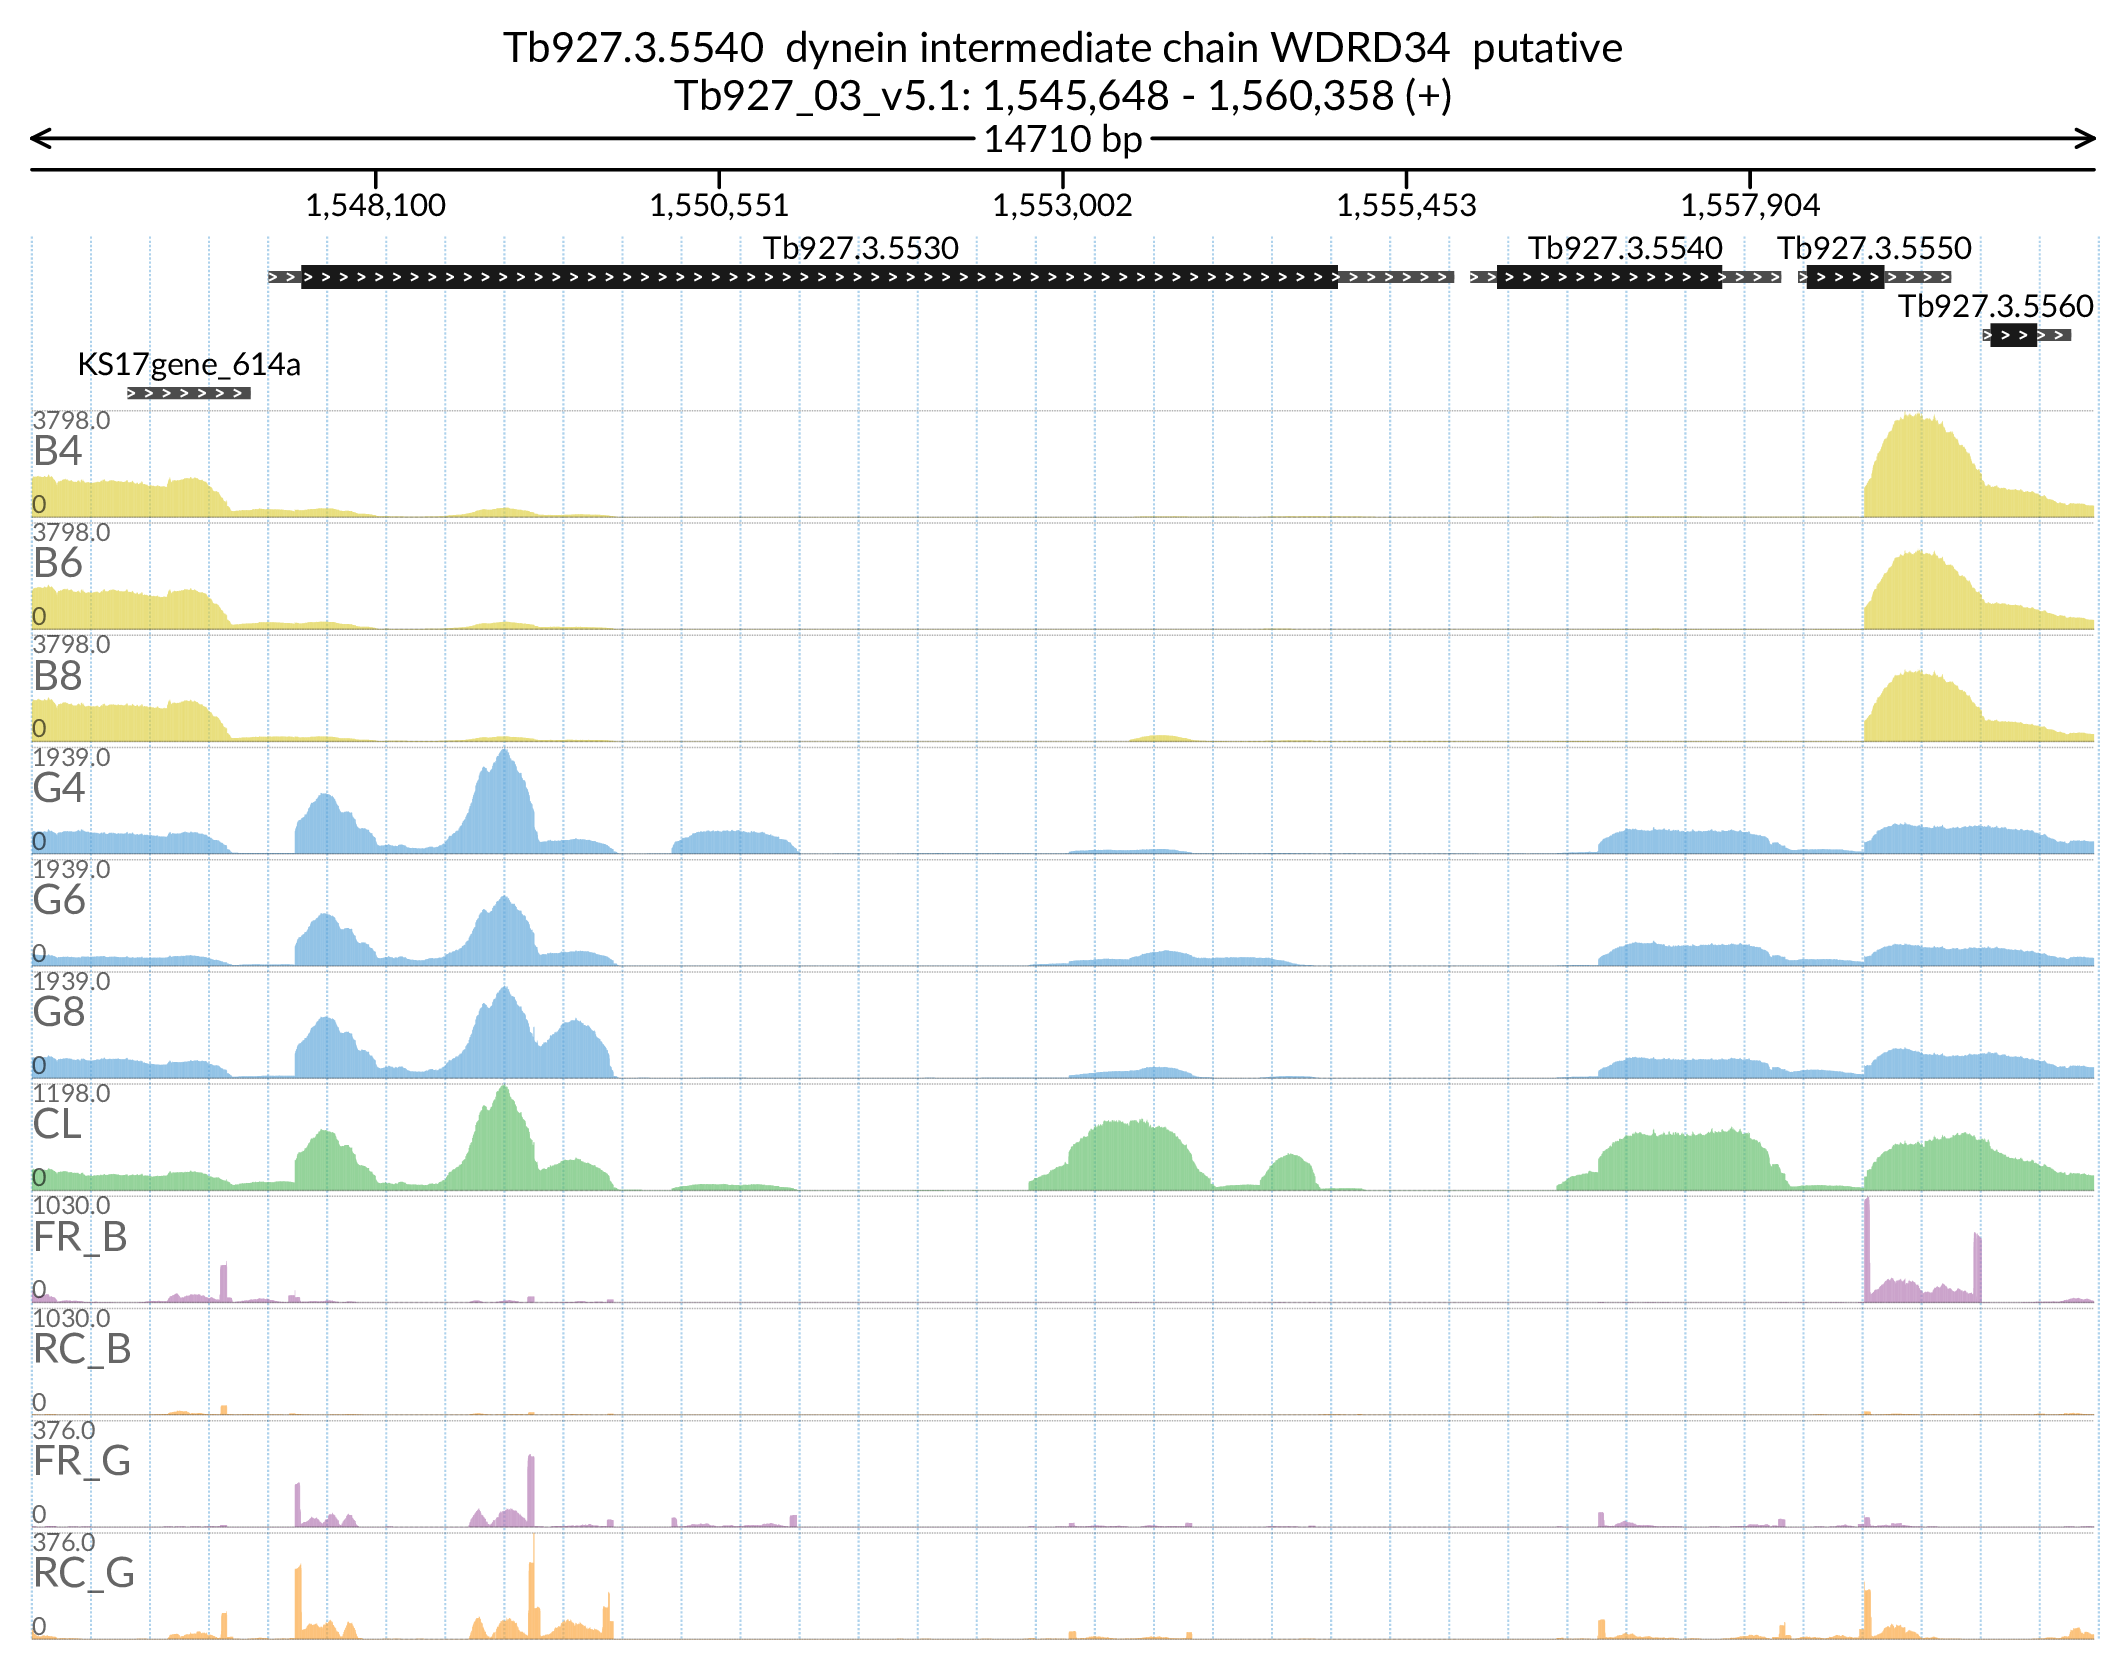 Tb927.3.5540  dynein intermediate chain WDRD34  putative
Tb927_03_v5.1: 1,545,648 - 1,560,358 (+)
14710 bp
1,548,100 1,550,551 1,553,002 1,555,453 1,557,904
Tb927.3.5530 Tb927.3.5540 Tb927.3.5550
Tb927.3.5560
KS17gene_614a
3798.0
B4
0
3798.0
B6
0
3798.0
B8
0
1939.0
G4
0
1939.0
G6
0
1939.0
G8
0
1198.0
CL
0
1030.0
FR_B
0
1030.0
RC_B
0
376.0
FR_G
0
376.0
RC_G
0